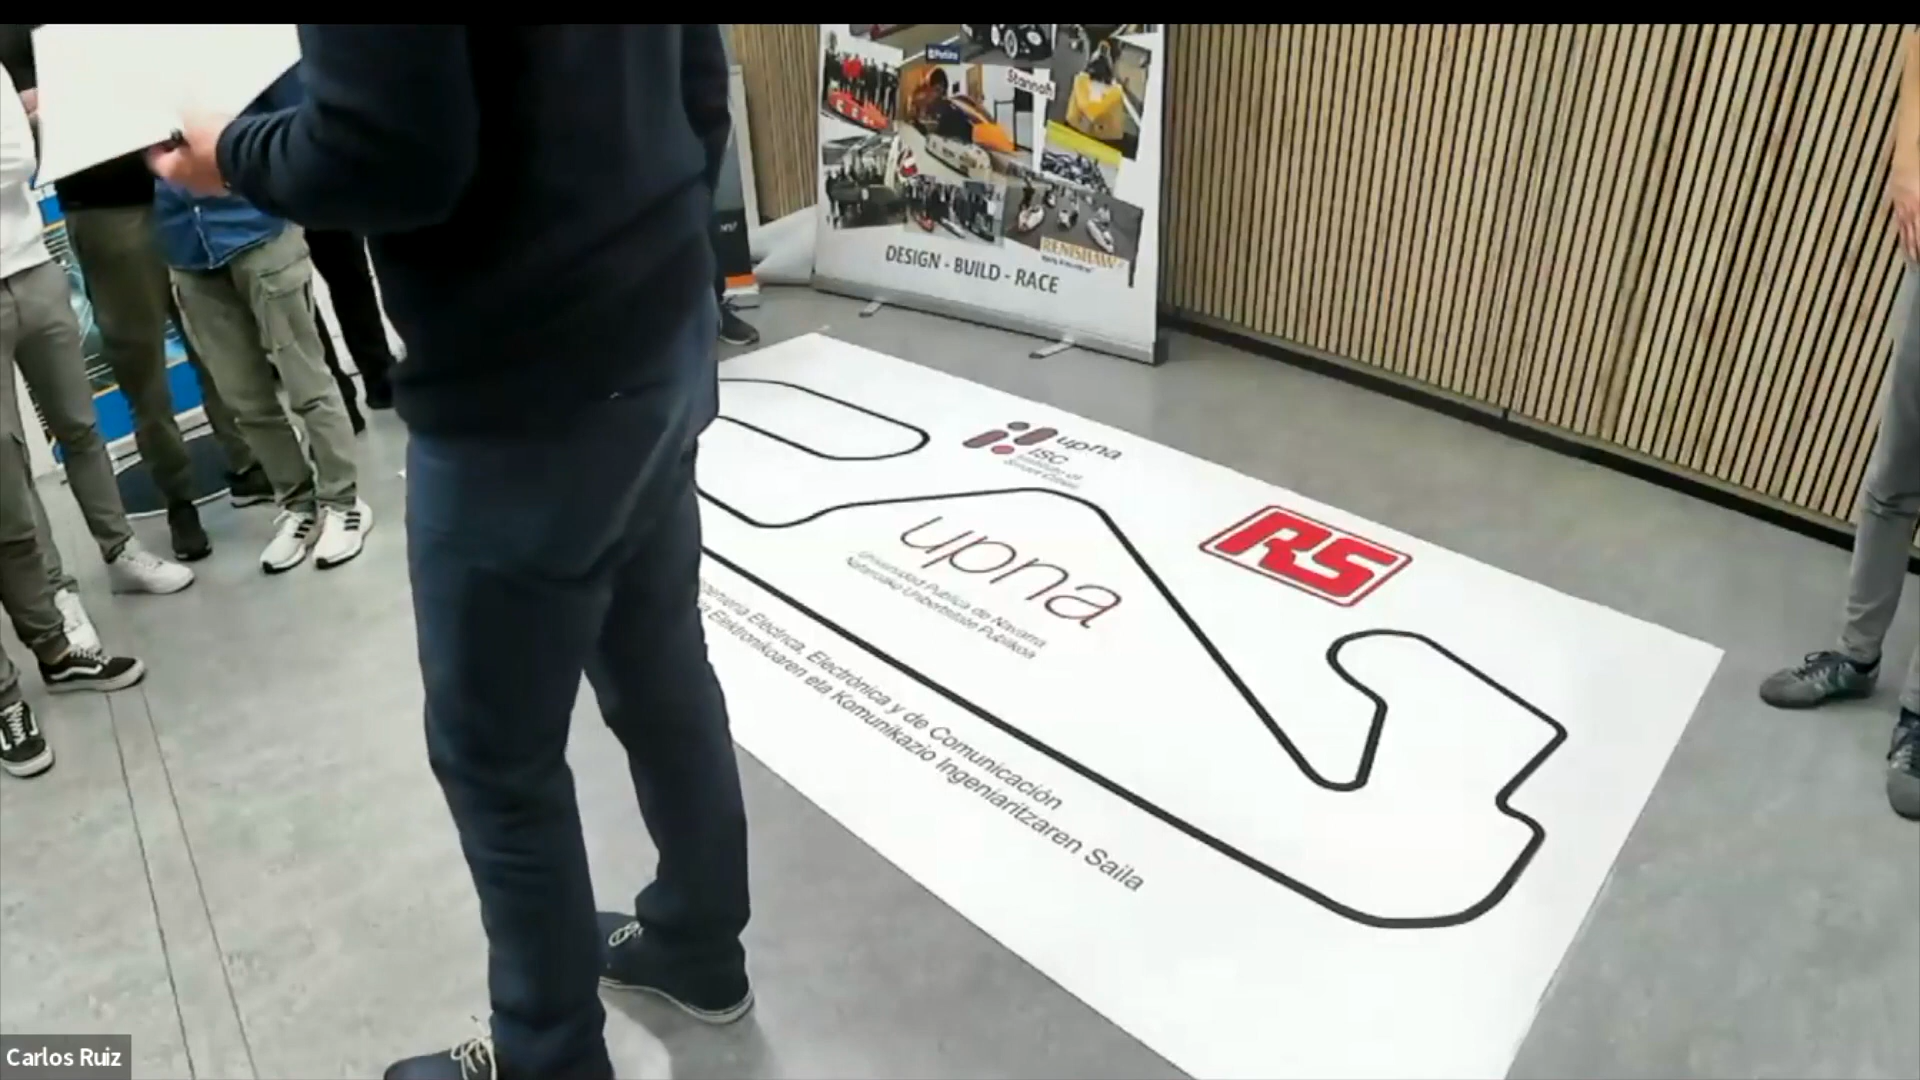 Stannah
RENISHAW
DESIGN - BUILD - RACE
upna
ISC
upna
Universidad Pública de Navarra
Nafarroako Unibertsitate Publikoa
RS
Eléctrica, Electrónica y de Comunicación
Elektronikoaren eta Komunikazio Ingeniaritzaren Saila
Carlos Ruiz